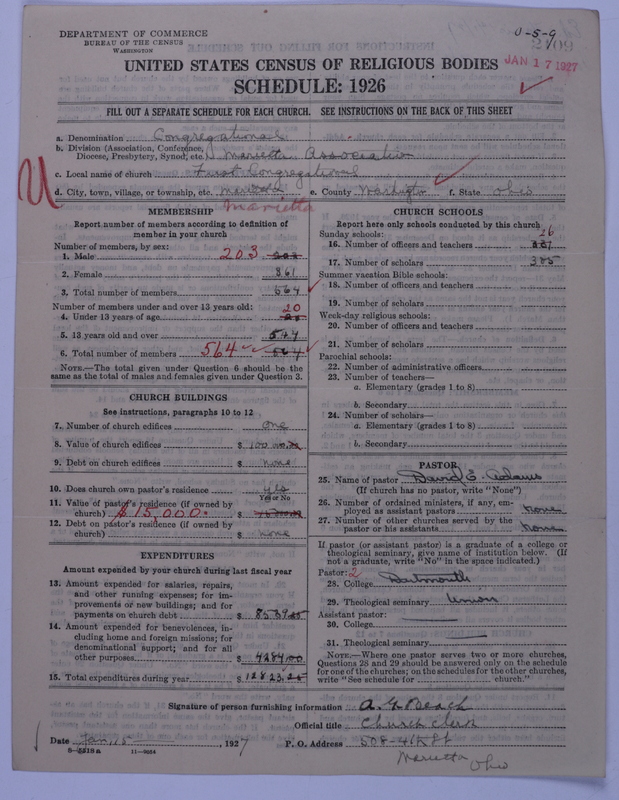 DEPARTMENT OF COMMERCE
BUREAU OF THE CENSUS
WASHINGTON
0-5-9
2109
JAN 17 1927
UNITED STATES CENSUS OF RELIGIOUS BODIES
SCHEDULE: 1926
FILL OUT A SEPARATE SCHEDULE FOR EACH CHURCH. SEE INSTRUCTIONS ON THE BACK OF THIS SHEET
a. Denomination Congregational
b. Division (Association, Conference, Diocese, Presbytery, Synod, etc.) Marietta Association
c. Local name of church First Congregational
d. City, town, village, or township, etc. Marietta e. County Washington f. State Ohio
Marietta
MEMBERSHIP
Report number of members according to definition of member in your church
Number of members, by sex:
1. Male 203
2. Female 361
3. Total number of members 564
Number of members under and over 13 years old:
4. Under 13 years of age 20
5. 13 years old and over 544
6. Total number of members 564 564
NOTE.—The total given under Question 6 should be the same as the total of males and females given under Question 3.
CHURCH BUILDINGS
See instructions, paragraphs 10 to 12
7. Number of church edifices one
8. Value of church edifices $ 100
9. Debt on church edifices $ none
10. Does church own pastor's residence yes
Yes or No
11. Value of pastor's residence (if owned by church) $15,000. $
12. Debt on pastor's residence (if owned by church) $ none
EXPENDITURES
Amount expended by your church during last fiscal year
13. Amount expended for salaries, repairs, and other running expenses; for improvements or new buildings; and for payments on church debt $ 8539.25
14. Amount expended for benevolences, including home and foreign missions; for denominational support; and for all other purposes $ 4284.00
15. Total expenditures during year $ 12823.25
CHURCH SCHOOLS
Report here only schools conducted by this church
Sunday schools:
16. Number of officers and teachers 26
17. Number of scholars 385
Summer vacation Bible schools:
18. Number of officers and teachers
19. Number of scholars
Week-day religious schools:
20. Number of officers and teachers
21. Number of scholars
Parochial schools:
22. Number of administrative officers
23. Number of teachers—
a. Elementary (grades 1 to 8)
b. Secondary
24. Number of scholars—
a. Elementary (grades 1 to 8)
b. Secondary
PASTOR
25. Name of pastor David E. Adams
(If church has no pastor, write "None")
26. Number of ordained ministers, if any, employed as assistant pastors none
27. Number of other churches served by the pastor or his assistants none
If pastor (or assistant pastor) is a graduate of a college or theological seminary, give name of institution below. (If not a graduate, write "No" in the space indicated.)
Pastor: 2
28. College Dartmouth
29. Theological seminary Union
Assistant pastor:
30. College
31. Theological seminary
NOTE.—Where one pastor serves two or more churches, Questions 28 and 29 should be answered only on the schedule for one of the churches; on the schedules for the other churches, write "See schedule for church."
Signature of person furnishing information A. G. Beach
Official title Church Clerk
Date Jan. 15, 1927 P. O. Address 508-4th St
8-5519a 11-9656
Marietta Ohio